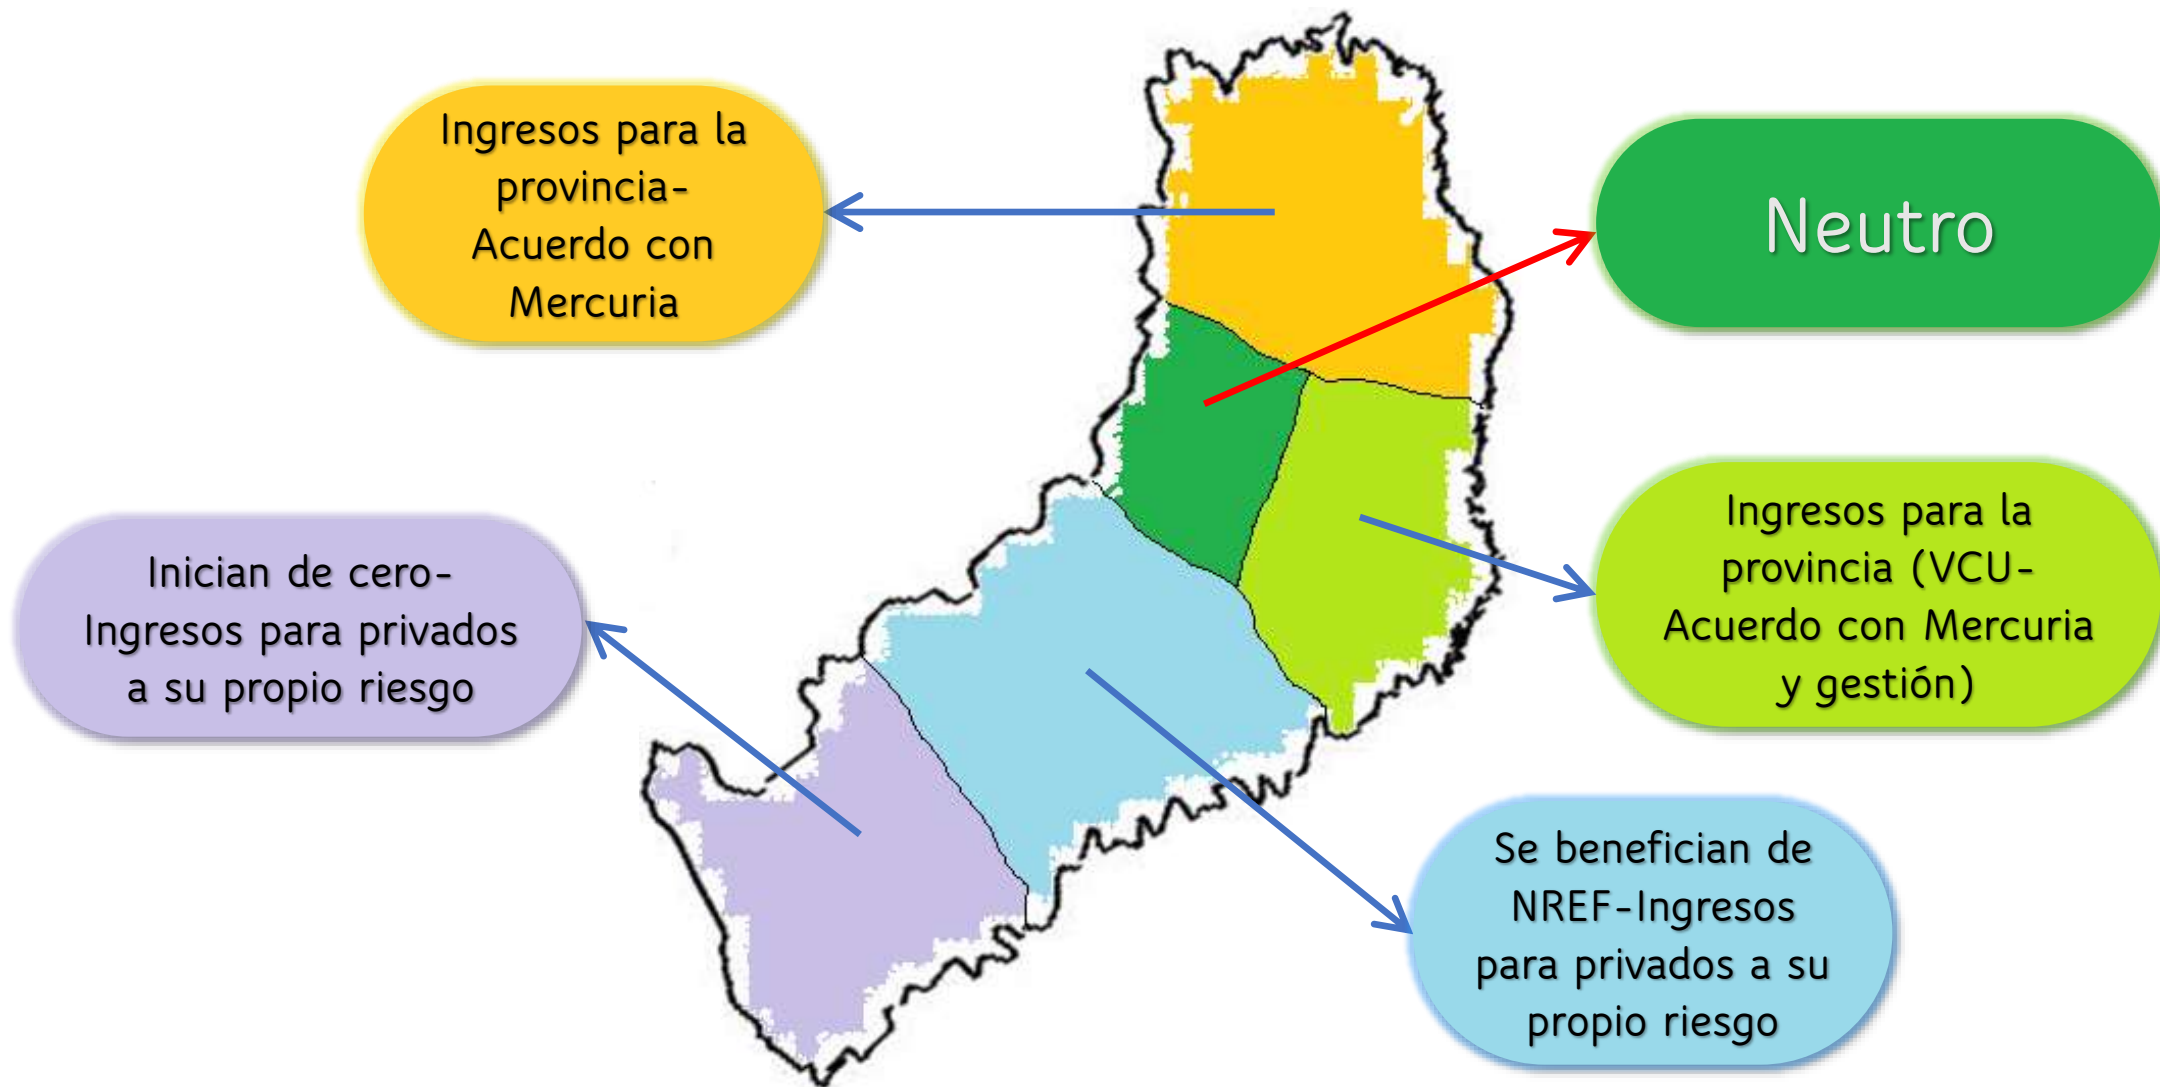 Ingresos para la
provincia-
Acuerdo con
Mercuria
Neutro
Inician de cero-
Ingresos para privados
a su propio riesgo
Ingresos para la
provincia (VCU-
Acuerdo con Mercuria
y gestión)
Se benefician de
NREF-Ingresos
para privados a su
propio riesgo